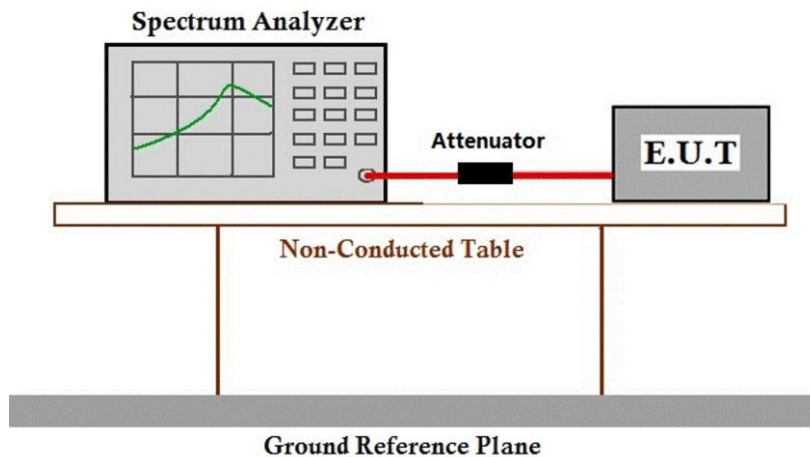 Spectrum Analyzer
Attenuator
E.U.T
Non-Conducted Table
Ground Reference Plane